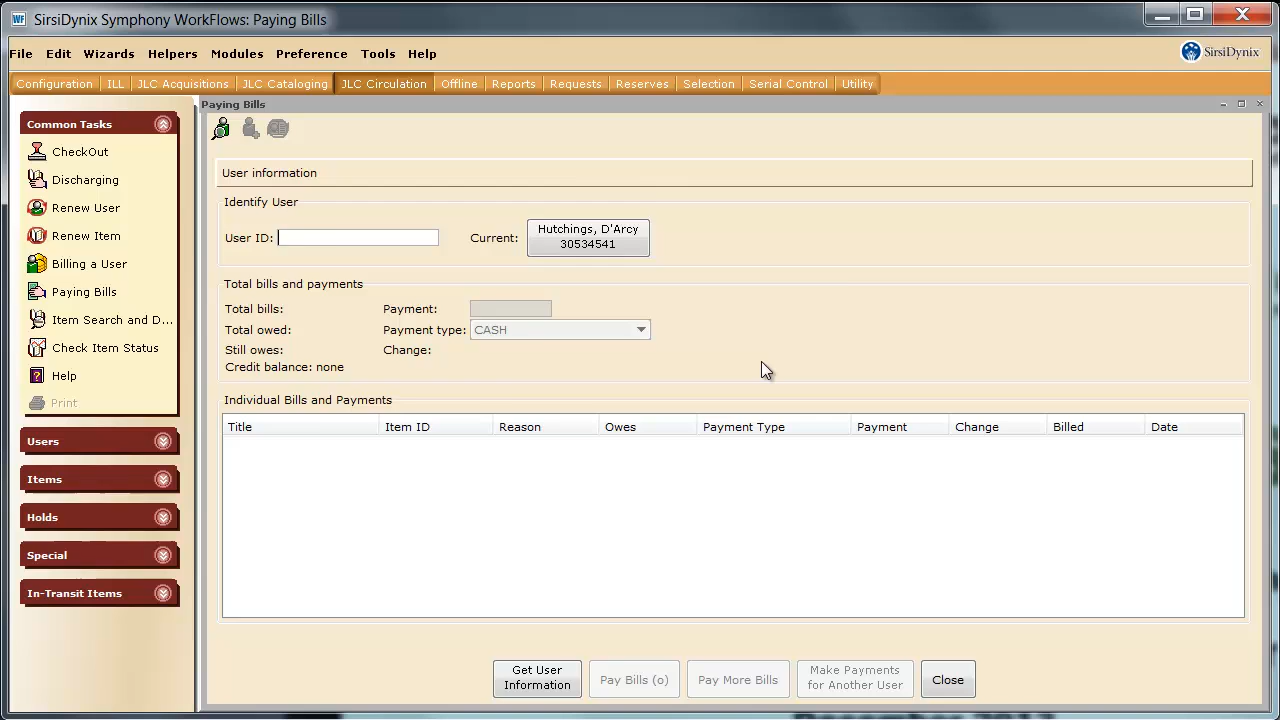 WF SirsiDynix Symphony WorkFlows: Paying Bills
File Edit Wizards Helpers Modules Preference Tools Help
SirsiDynix
Configuration ILL JLC Acquisitions JLC Cataloging JLC Circulation Offline Reports Requests Reserves Selection Serial Control Utility
Paying Bills
Common Tasks
CheckOut
Discharging
Renew User
Renew Item
Billing a User
Paying Bills
Item Search and D...
Check Item Status
Help
Print
Users
Items
Holds
Special
In-Transit Items
User information
Identify User
User ID: Current: Hutchings, D'Arcy
30534541
Total bills and payments
Total bills: Payment:
Total owed: Payment type: CASH
Still owes: Change:
Credit balance: none
Individual Bills and Payments
Title Item ID Reason Owes Payment Type Payment Change Billed Date
Get User
Information
Pay Bills (o)
Pay More Bills
Make Payments
for Another User
Close